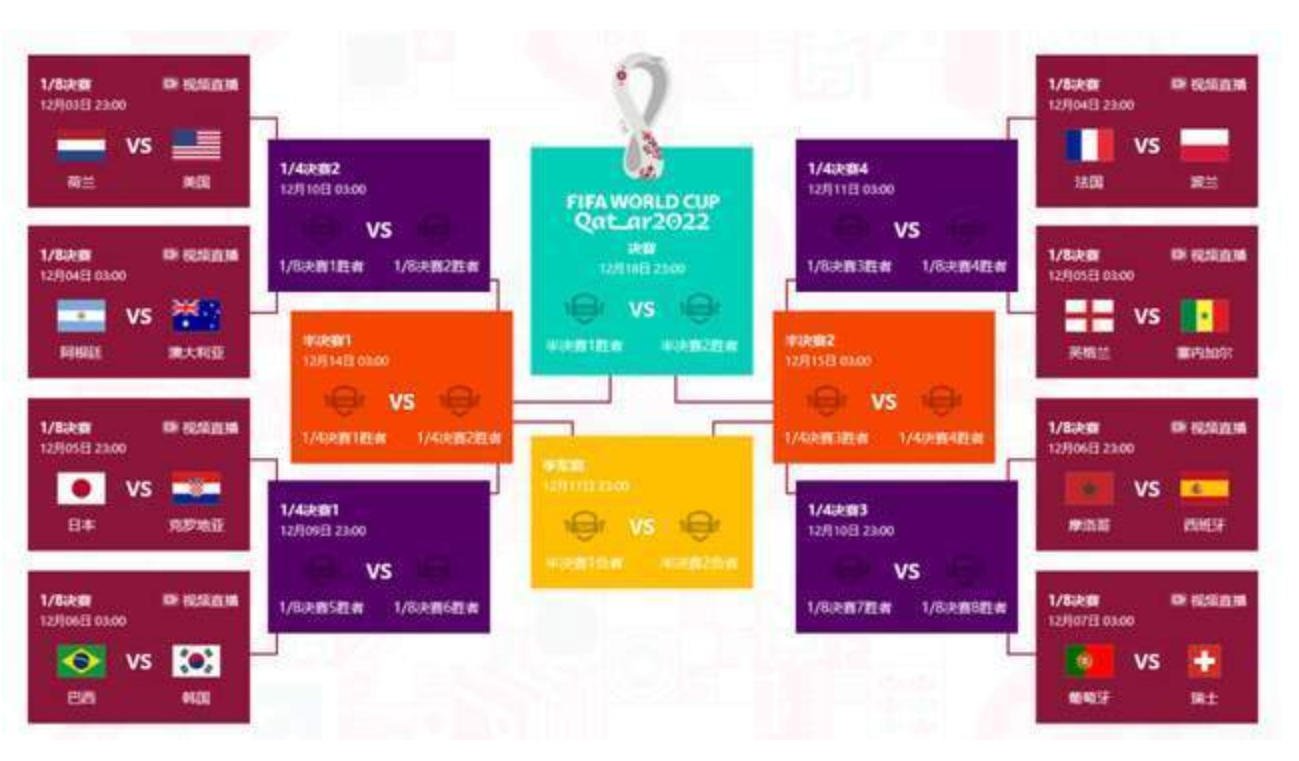 1/8决赛 视频直播
12月03日 23:00
VS
荷兰 美国
1/8决赛 视频直播
12月04日 03:00
VS
阿根廷 澳大利亚
1/8决赛 视频直播
12月05日 23:00
VS
日本 克罗地亚
1/8决赛 视频直播
12月06日 03:00
VS
巴西 韩国
1/4决赛2
12月10日 03:00
VS
1/8决赛1胜者 1/8决赛2胜者
半决赛1
12月14日 03:00
VS
1/4决赛1胜者 1/4决赛2胜者
1/4决赛1
12月09日 23:00
VS
1/8决赛5胜者 1/8决赛6胜者
FIFA WORLD CUP
Qatar2022
决赛
12月18日 23:00
VS
半决赛1胜者 半决赛2胜者
季军赛
12月17日 23:00
VS
半决赛1负者 半决赛2负者
1/4决赛4
12月11日 03:00
VS
1/8决赛3胜者 1/8决赛4胜者
半决赛2
12月15日 03:00
VS
1/4决赛3胜者 1/4决赛4胜者
1/4决赛3
12月10日 23:00
VS
1/8决赛7胜者 1/8决赛8胜者
1/8决赛 视频直播
12月04日 23:00
VS
法国 波兰
1/8决赛 视频直播
12月05日 03:00
VS
英格兰 塞内加尔
1/8决赛 视频直播
12月06日 23:00
VS
摩洛哥 西班牙
1/8决赛 视频直播
12月07日 03:00
VS
葡萄牙 瑞士